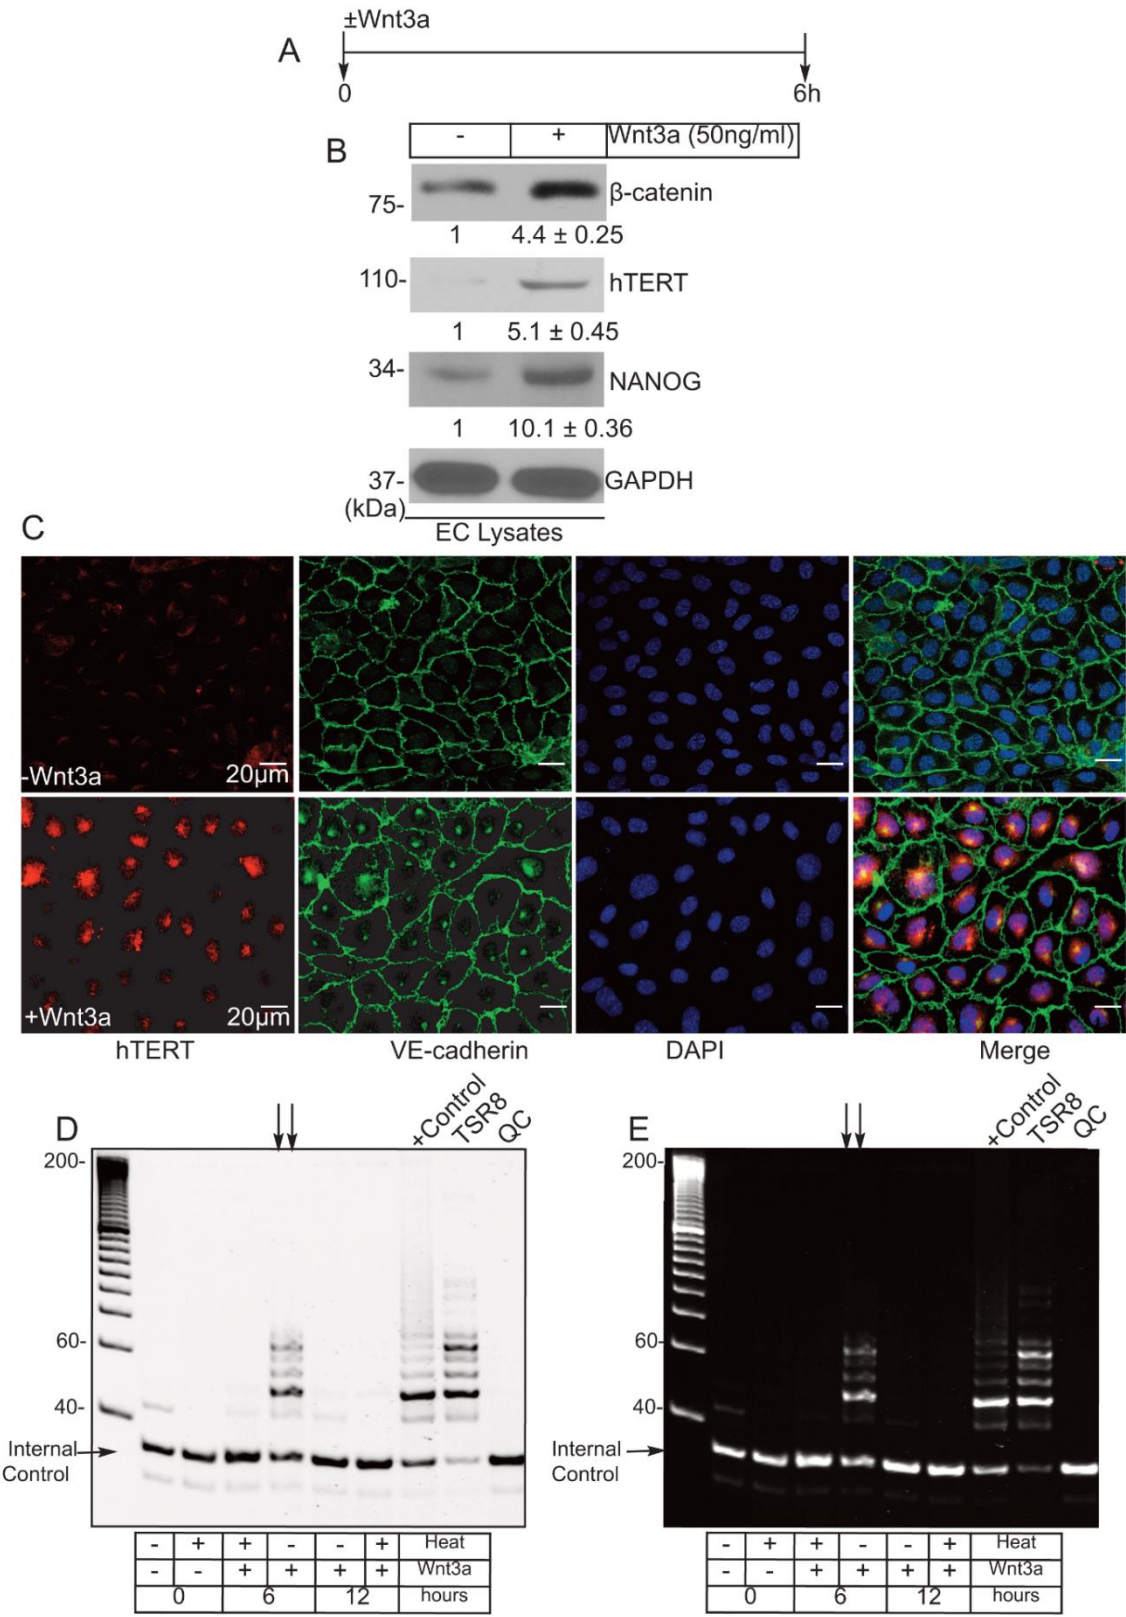 ±Wnt3a
A
0 6h
B
- + Wnt3a (50ng/ml)
75- β-catenin
1 4.4 ± 0.25
110- hTERT
1 5.1 ± 0.45
34- NANOG
1 10.1 ± 0.36
37- GAPDH
(kDa)
EC Lysates
C
-Wnt3a 20µm
+Wnt3a 20µm
hTERT VE-cadherin DAPI Merge
D +Control TSR8 QC
200-
60-
40-
Internal
Control
- + + - - + Heat
- - + + + + Wnt3a
0 6 12 hours
E +Control TSR8 QC
200-
60-
40-
Internal
Control
- + + - - + Heat
- - + + + + Wnt3a
0 6 12 hours